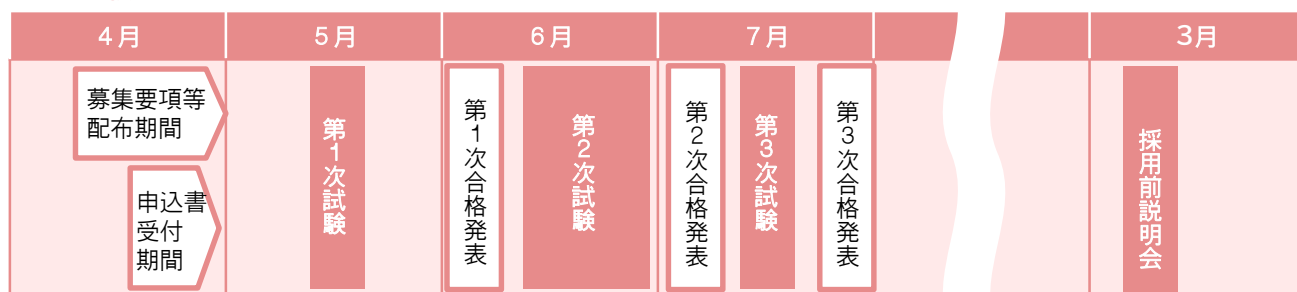 4月
5月
6月
7月
3月
募集要項等
配布期間
申込書
受付
期間
第1次試験
第1次合格発表
第2次試験
第2次合格発表
第3次試験
第3次合格発表
採用前説明会